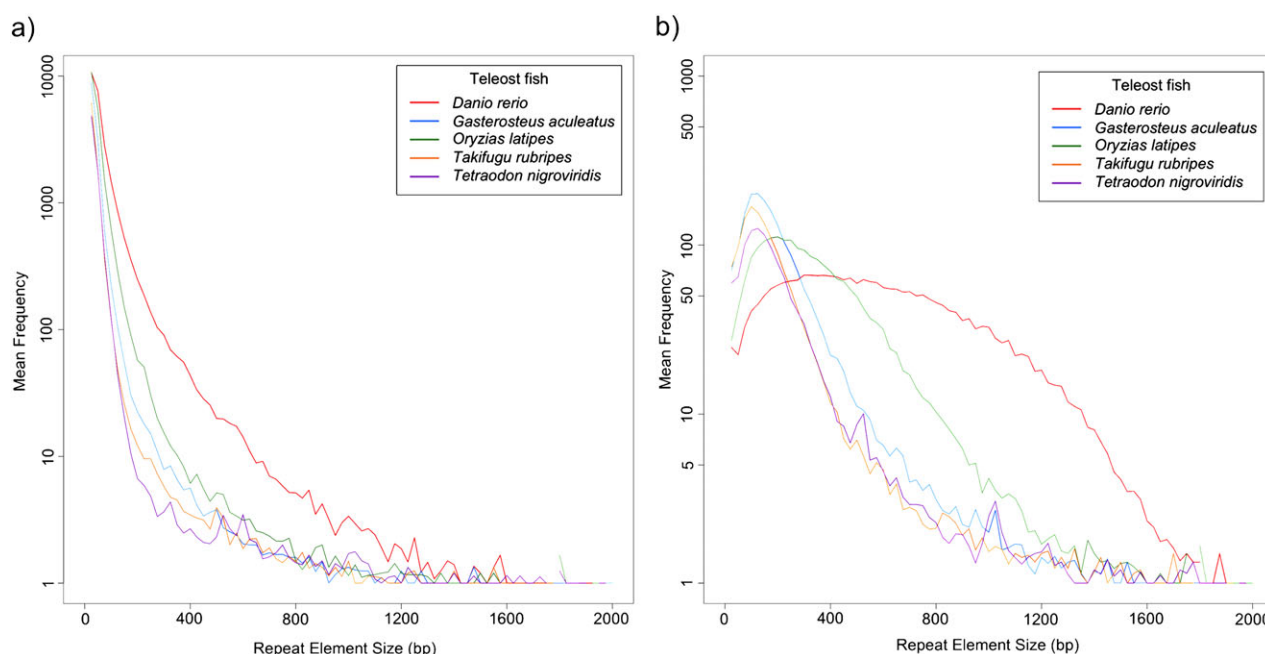 a)
Teleost fish
Danio rerio
Gasterosteus aculeatus
Oryzias latipes
Takifugu rubripes
Tetraodon nigroviridis
Mean Frequency
10000
1000
100
10
1
0 400 800 1200 1600 2000
Repeat Element Size (bp)
b)
Teleost fish
Danio rerio
Gasterosteus aculeatus
Oryzias latipes
Takifugu rubripes
Tetraodon nigroviridis
Mean Frequency
1000
500
100
50
10
5
1
0 400 800 1200 1600 2000
Repeat Element Size (bp)